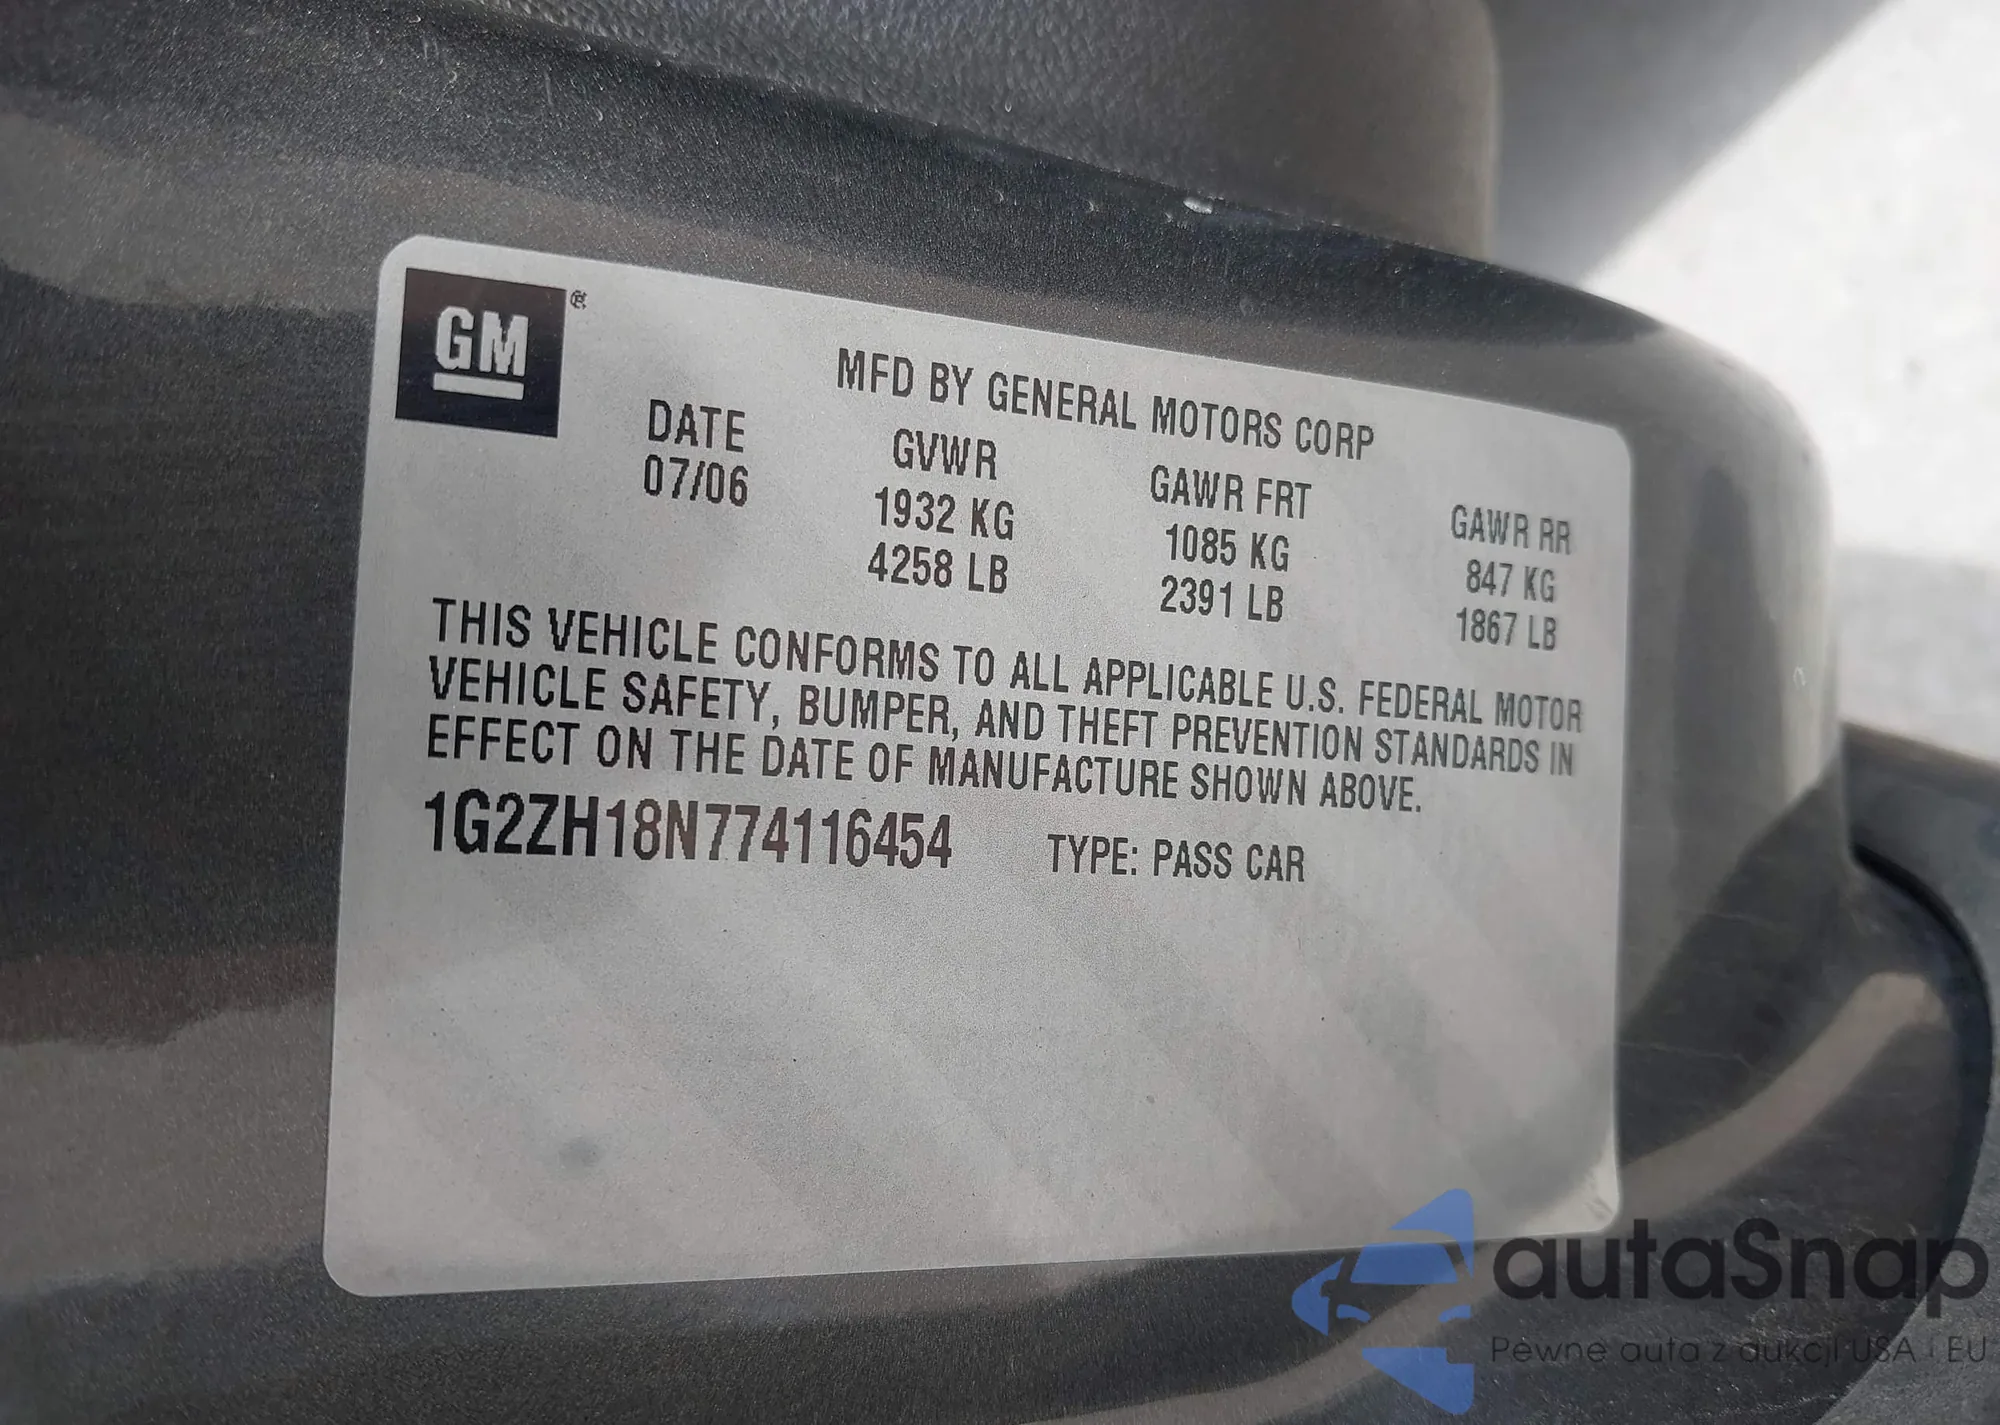 GM
MFD BY GENERAL MOTORS CORP
DATE GVWR GAWR FRT GAWR RR
07/06 1932 KG 1085 KG 847 KG
4258 LB 2391 LB 1867 LB
THIS VEHICLE CONFORMS TO ALL APPLICABLE U.S. FEDERAL MOTOR
VEHICLE SAFETY, BUMPER, AND THEFT PREVENTION STANDARDS IN
EFFECT ON THE DATE OF MANUFACTURE SHOWN ABOVE.
1G2ZH18N774116454 TYPE: PASS CAR
autaSnap
Pewne auta z aukcji USA i EU